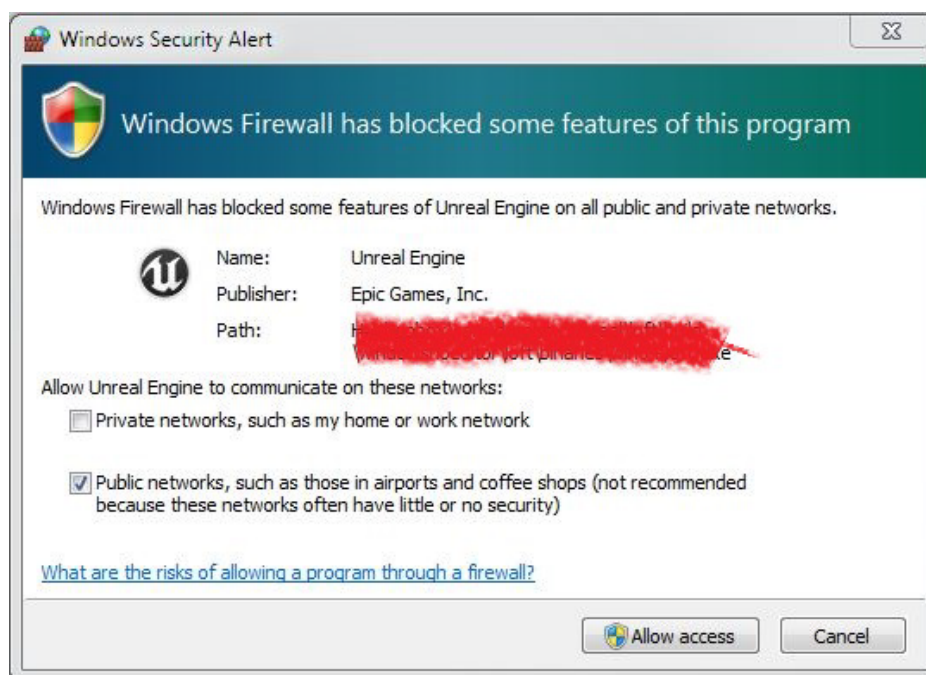 Windows Security Alert
Windows Firewall has blocked some features of this program
Windows Firewall has blocked some features of Unreal Engine on all public and private networks.
Name: Unreal Engine
Publisher: Epic Games, Inc.
Path:
Allow Unreal Engine to communicate on these networks:
Private networks, such as my home or work network
Public networks, such as those in airports and coffee shops (not recommended
because these networks often have little or no security)
What are the risks of allowing a program through a firewall?
Allow access Cancel